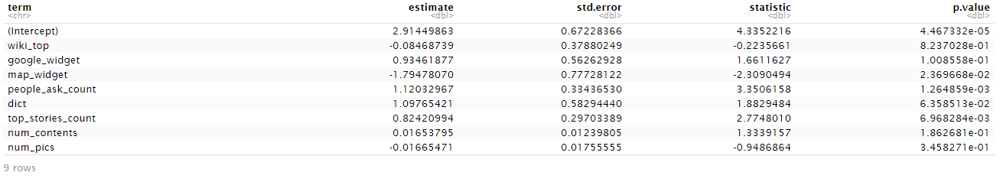 term estimate std.error statistic p.value
<chr> <dbl> <dbl> <dbl> <dbl>
(Intercept) 2.91449863 0.67228366 4.3352216 4.467332e-05
wiki_top -0.08468739 0.37880249 -0.2235661 8.237028e-01
google_widget 0.93461877 0.56262928 1.6611627 1.008558e-01
map_widget -1.79478070 0.77728122 -2.3090494 2.369668e-02
people_ask_count 1.12032967 0.33436530 3.3506158 1.264859e-03
dict 1.09765421 0.58294440 1.8829484 6.358513e-02
top_stories_count 0.82420994 0.29703389 2.7748010 6.968284e-03
num_contents 0.01653795 0.01239805 1.3339157 1.862681e-01
num_pics -0.01665471 0.01755555 -0.9486864 3.458271e-01
9 rows